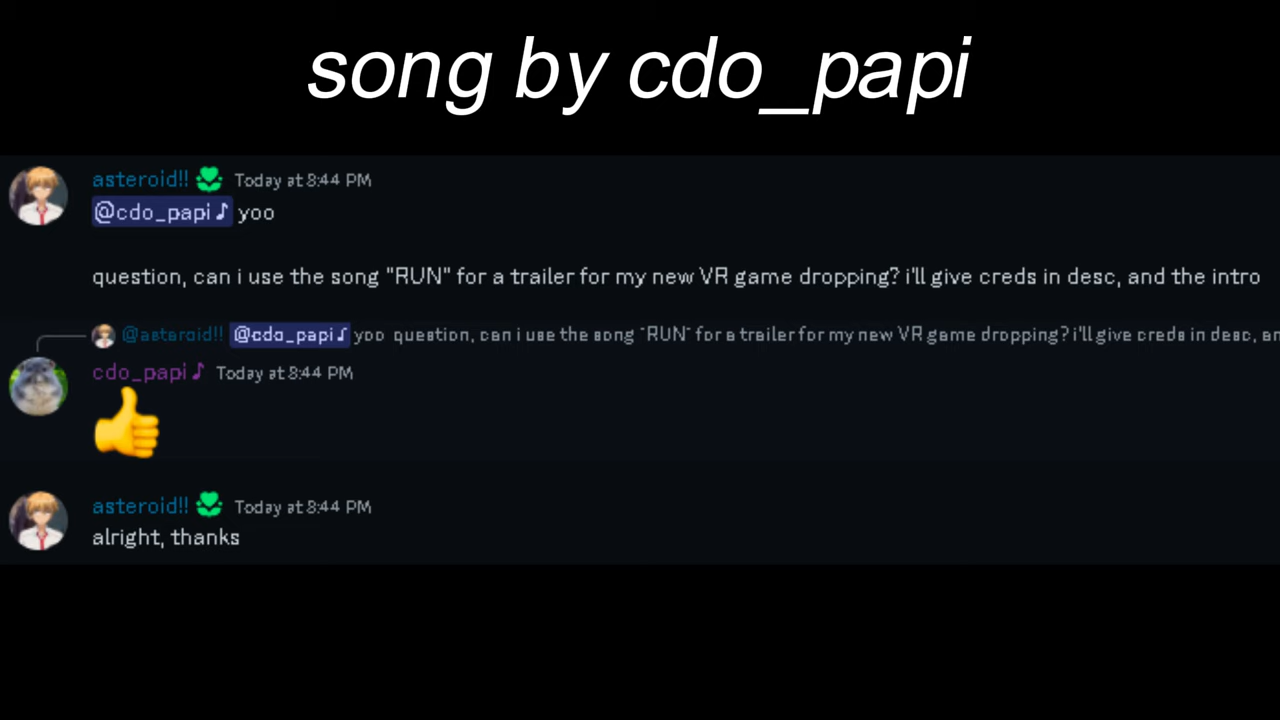 song by cdo_papi
asteroid!! Today at 8:44 PM
@cdo_papi♪ yoo
question, can i use the song "RUN" for a trailer for my new VR game dropping? i'll give creds in desc, and the intro
@asteroid!! @cdo_papi♪ yoo question, can i use the song "RUN" for a trailer for my new VR game dropping? i'll give creds in desc, an
cdo_papi♪ Today at 8:44 PM
👍
asteroid!! Today at 8:44 PM
alright, thanks